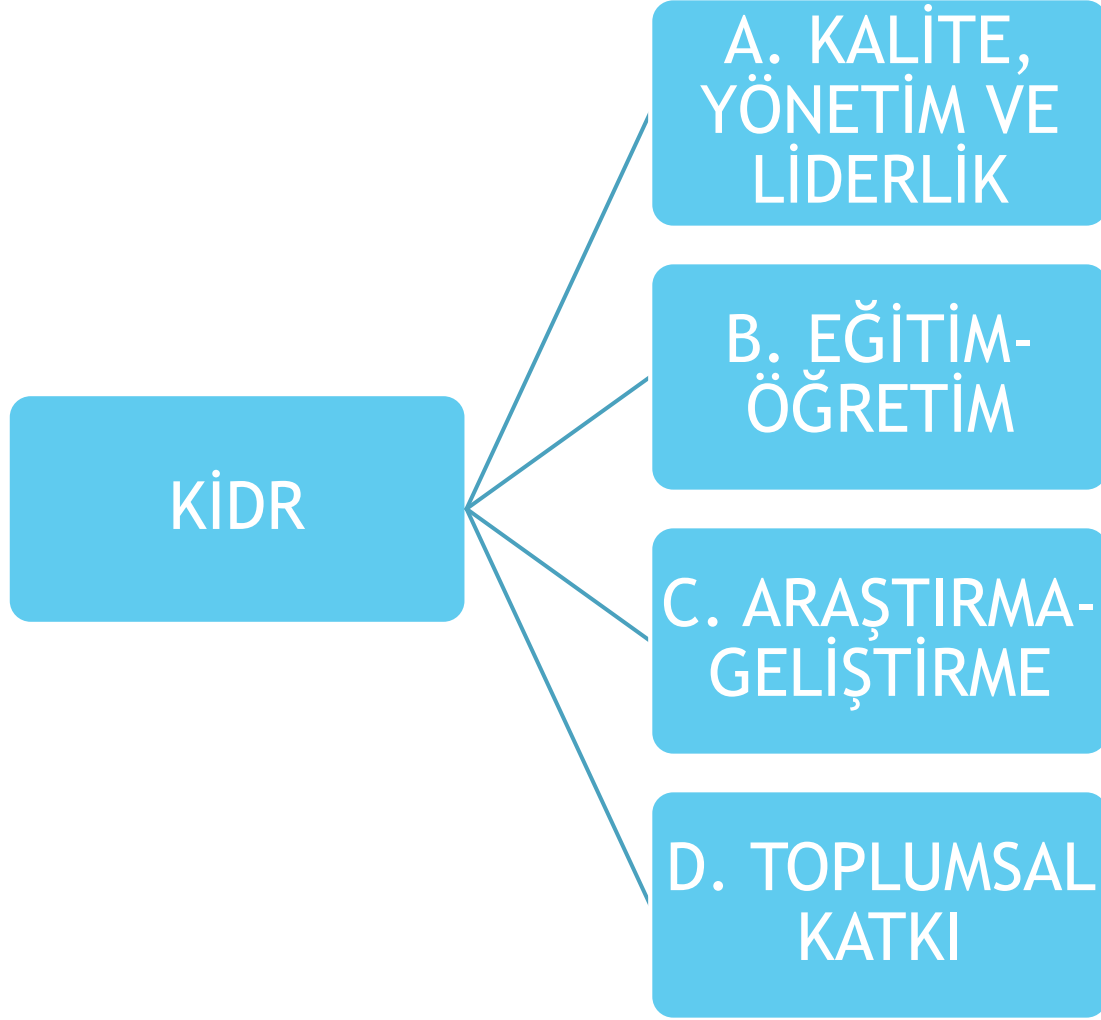 KİDR
A. KALİTE,
YÖNETİM VE
LİDERLİK
B. EĞİTİM-
ÖĞRETİM
C. ARAŞTIRMA-
GELİŞTİRME
D. TOPLUMSAL
KATKI